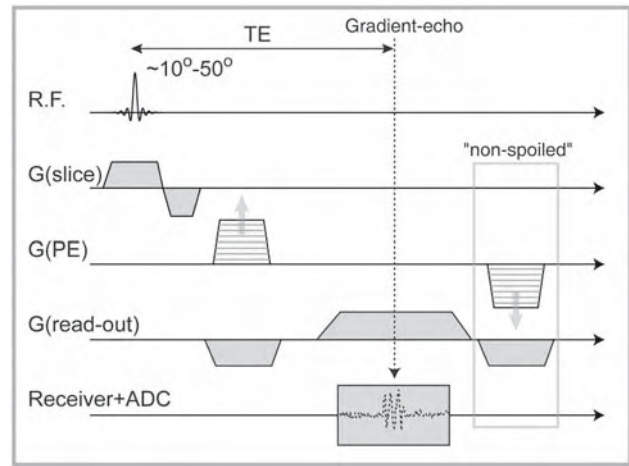 TE
Gradient-echo
~10°-50°
R.F.
"non-spoiled"
G(slice)
G(PE)
G(read-out)
Receiver+ADC